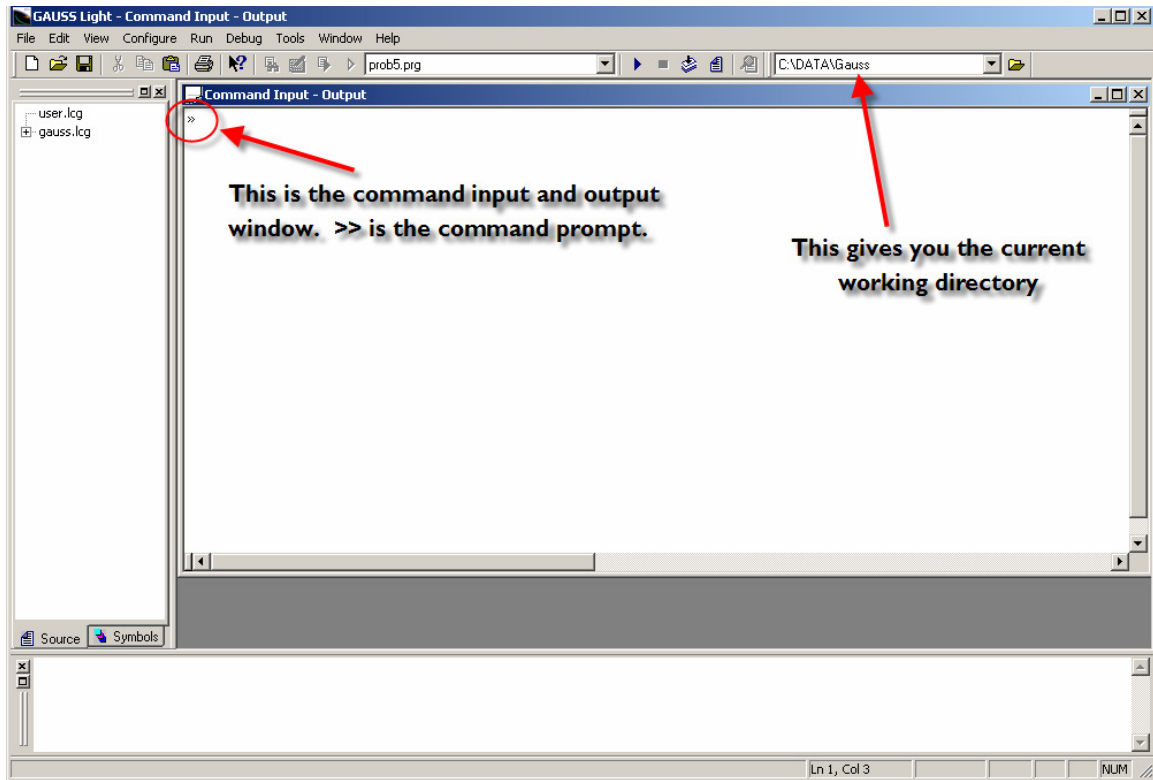 GAUSS Light - Command Input - Output
File Edit View Configure Run Debug Tools Window Help
prob5.prg
C:\DATA\Gauss
Command Input - Output
user.lcg
gauss.lcg
»
This is the command input and output
window. >> is the command prompt.
This gives you the current
working directory
Source Symbols
Ln 1, Col 3
NUM